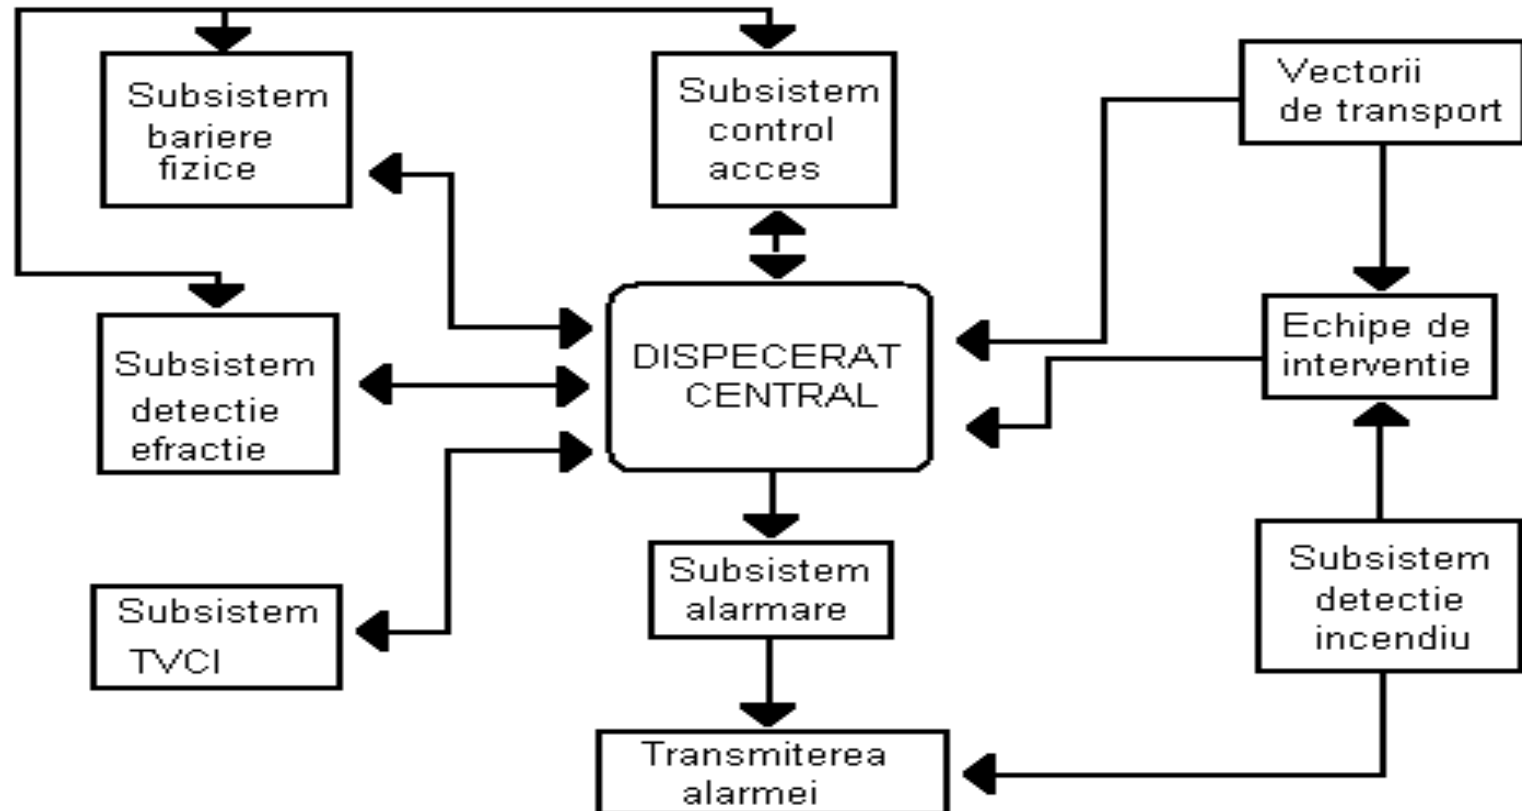 Subsistem
bariere
fizice
Subsistem
control
acces
Vectorii
de transport
Subsistem
detectie
efractie
DISPECERAT
CENTRAL
Echipe de
interventie
Subsistem
TVCI
Subsistem
alarmare
Subsistem
detectie
incendiu
Transmiterea
alarmei